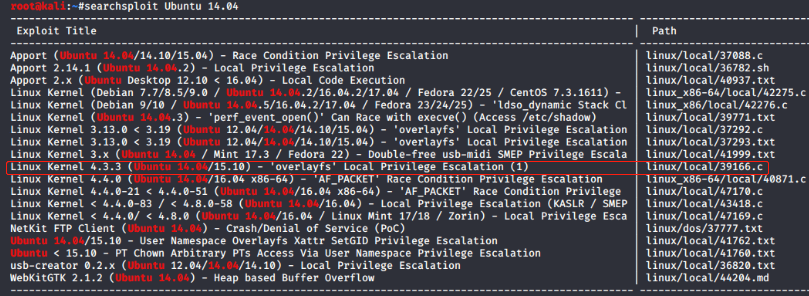 root@kali:~#searchsploit Ubuntu 14.04
Exploit Title | Path
Apport (Ubuntu 14.04/14.10/15.04) - Race Condition Privilege Escalation | linux/local/37088.c
Apport 2.14.1 (Ubuntu 14.04.2) - Local Privilege Escalation | linux/local/36782.sh
Apport 2.x (Ubuntu Desktop 12.10 < 16.04) - Local Code Execution | linux/local/40937.txt
Linux Kernel (Debian 7.7/8.5/9.0 / Ubuntu 14.04.2/16.04.2/17.04 / Fedora 22/25 / CentOS 7.3.1611) - | linux_x86-64/local/42275.c
Linux Kernel (Debian 9/10 / Ubuntu 14.04.5/16.04.2/17.04 / Fedora 23/24/25) - 'ldso_dynamic Stack Cl | linux_x86/local/42276.c
Linux Kernel (Ubuntu 14.04.3) - 'perf_event_open()' Can Race with execve() (Access /etc/shadow) | linux/local/39771.txt
Linux Kernel 3.13.0 < 3.19 (Ubuntu 12.04/14.04/14.10/15.04) - 'overlayfs' Local Privilege Escalation | linux/local/37292.c
Linux Kernel 3.13.0 < 3.19 (Ubuntu 12.04/14.04/14.10/15.04) - 'overlayfs' Local Privilege Escalation | linux/local/37293.txt
Linux Kernel 3.x (Ubuntu 14.04 / Mint 17.3 / Fedora 22) - Double-free usb-midi SMEP Privilege Escala | linux/local/41999.txt
Linux Kernel 4.3.3 (Ubuntu 14.04/15.10) - 'overlayfs' Local Privilege Escalation (1) | linux/local/39166.c
Linux Kernel 4.4.0 (Ubuntu 14.04/16.04 x86-64) - 'AF_PACKET' Race Condition Privilege Escalation | linux_x86-64/local/40871.c
Linux Kernel 4.4.0-21 < 4.4.0-51 (Ubuntu 14.04/16.04 x86-64) - 'AF_PACKET' Race Condition Privilege | linux/local/47170.c
Linux Kernel < 4.4.0-83 / < 4.8.0-58 (Ubuntu 14.04/16.04) - Local Privilege Escalation (KASLR / SMEP | linux/local/43418.c
Linux Kernel < 4.4.0/ < 4.8.0 (Ubuntu 14.04/16.04 / Linux Mint 17/18 / Zorin) - Local Privilege Esca | linux/local/47169.c
NetKit FTP Client (Ubuntu 14.04) - Crash/Denial of Service (PoC) | linux/dos/37777.txt
Ubuntu 14.04/15.10 - User Namespace Overlayfs Xattr SetGID Privilege Escalation | linux/local/41762.txt
Ubuntu < 15.10 - PT Chown Arbitrary PTs Access Via User Namespace Privilege Escalation | linux/local/41760.txt
usb-creator 0.2.x (Ubuntu 12.04/14.04/14.10) - Local Privilege Escalation | linux/local/36820.txt
WebKitGTK 2.1.2 (Ubuntu 14.04) - Heap based Buffer Overflow | linux/local/44204.md